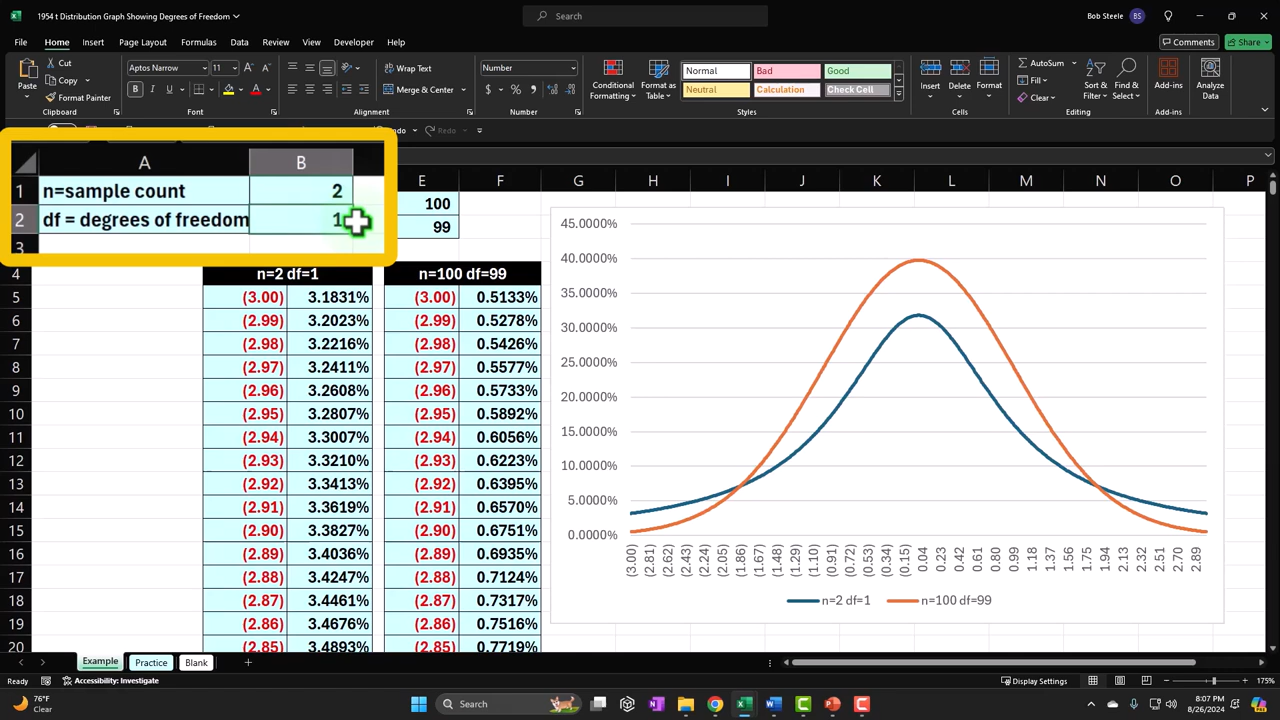 1954 t Distribution Graph Showing Degrees of Freedom
Search
Bob Steele BS
File Home Insert Draw Page Layout Formulas Data Review View Developer Help
Comments Share
Paste
Cut
Copy
Format Painter
Clipboard
Aptos Narrow 11
B I U
Font
Wrap Text
Merge & Center
Alignment
Number
$ % 9
Number
Conditional Formatting
Format as Table
Normal Bad Good
Neutral Calculation Check Cell
Styles
Insert Delete Format
Cells
AutoSum
Fill
Clear
Sort & Filter
Find & Select
Editing
Add-ins
Add-ins
Analyze Data
Undo Redo
A B
1 n=sample count 2
2 df = degrees of freedom 1
3
E F G H I J K L M N O P
100
99
4 n=2 df=1 n=100 df=99
5 (3.00) 3.1831% (3.00) 0.5133%
6 (2.99) 3.2023% (2.99) 0.5278%
7 (2.98) 3.2216% (2.98) 0.5426%
8 (2.97) 3.2411% (2.97) 0.5577%
9 (2.96) 3.2608% (2.96) 0.5733%
10 (2.95) 3.2807% (2.95) 0.5892%
11 (2.94) 3.3007% (2.94) 0.6056%
12 (2.93) 3.3210% (2.93) 0.6223%
13 (2.92) 3.3413% (2.92) 0.6395%
14 (2.91) 3.3619% (2.91) 0.6570%
15 (2.90) 3.3827% (2.90) 0.6751%
16 (2.89) 3.4036% (2.89) 0.6935%
17 (2.88) 3.4247% (2.88) 0.7124%
18 (2.87) 3.4461% (2.87) 0.7317%
19 (2.86) 3.4676% (2.86) 0.7516%
20 (2.85) 3.4893% (2.85) 0.7719%
45.0000%
40.0000%
35.0000%
30.0000%
25.0000%
20.0000%
15.0000%
10.0000%
5.0000%
0.0000%
(3.00) (2.81) (2.62) (2.43) (2.24) (2.05) (1.86) (1.67) (1.48) (1.29) (1.10) (0.91) (0.72) (0.53) (0.34) (0.15) 0.04 0.23 0.42 0.61 0.80 0.99 1.18 1.37 1.56 1.75 1.94 2.13 2.32 2.51 2.70 2.89
n=2 df=1 n=100 df=99
Example Practice Blank
Ready Accessibility: Investigate Display Settings 175%
76°F
Clear
Search
8:07 PM
8/26/2024